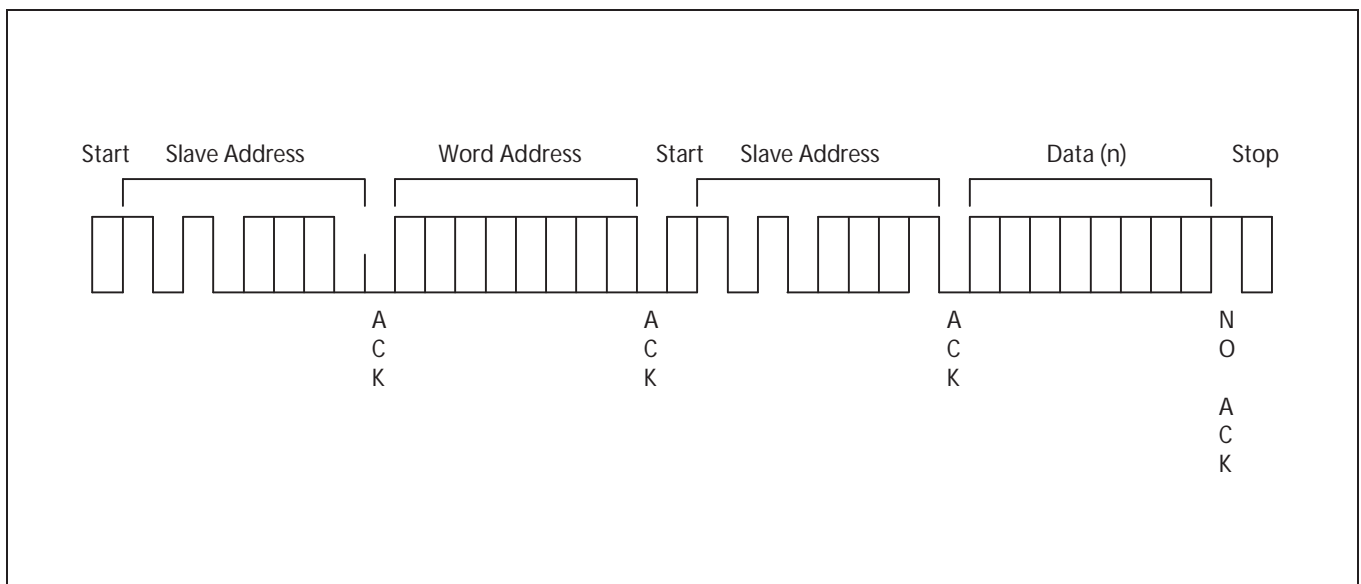 Start Slave Address Word Address Start Slave Address Data (n) Stop
A A A N
C C C O
K K K
A
C
K